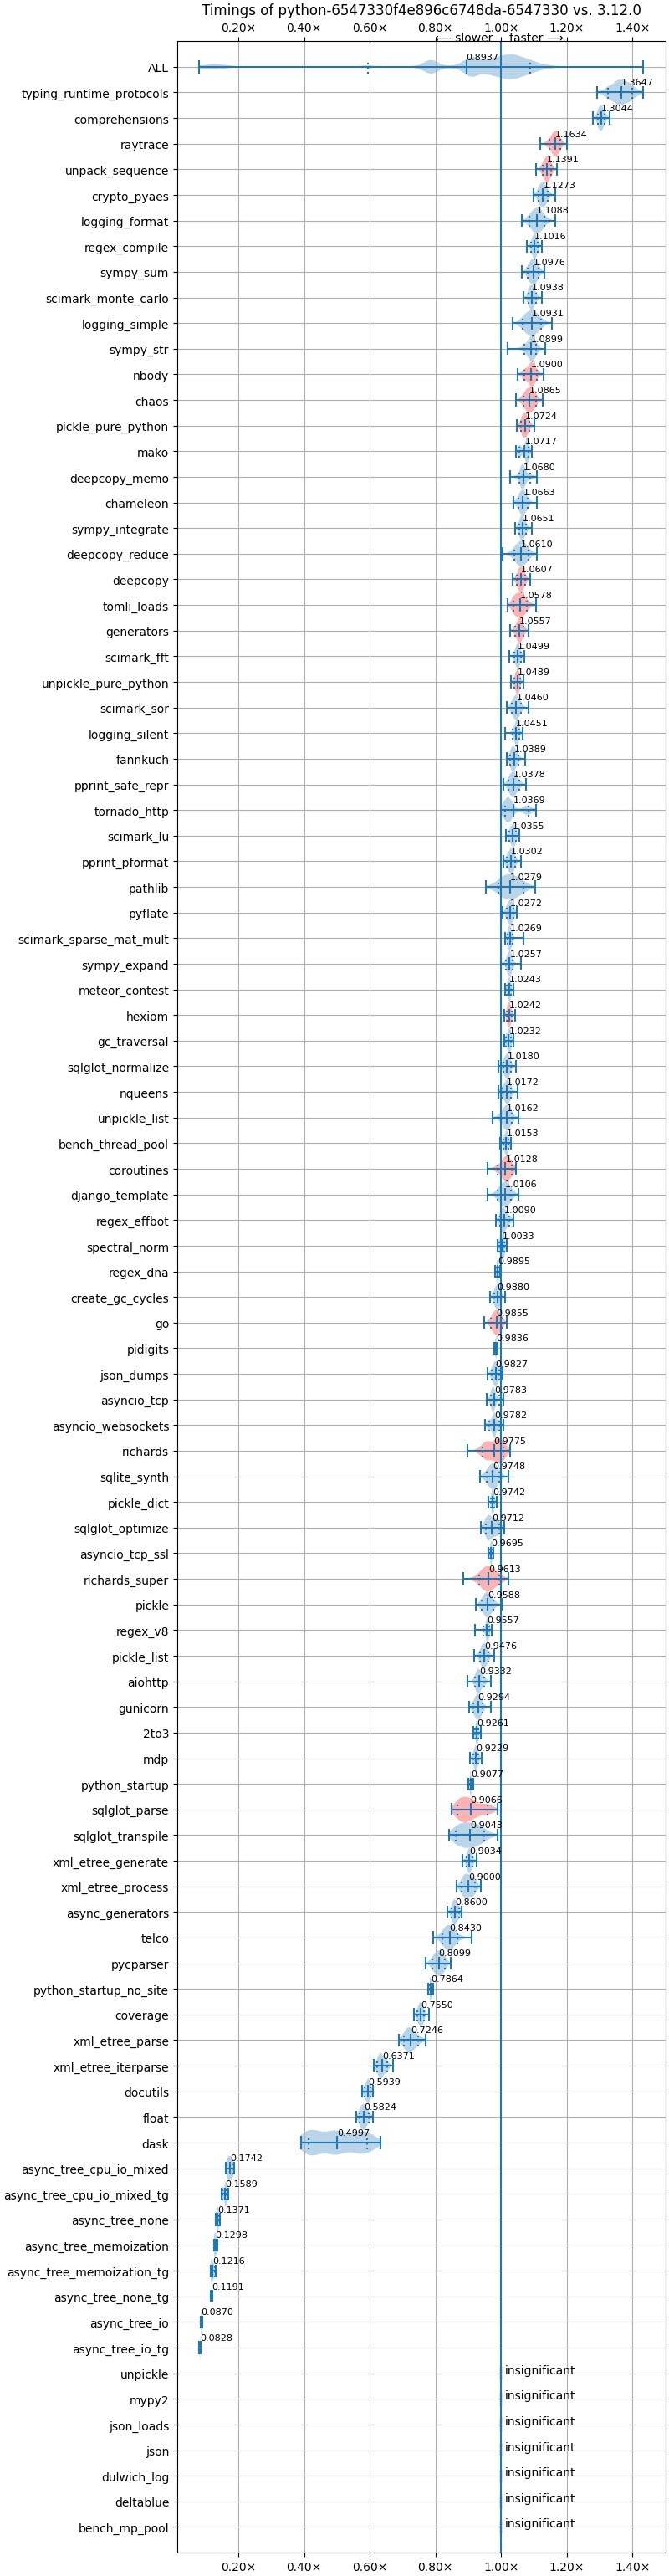 Timings of python-6547330f4e896c6748da-6547330 vs. 3.12.0
0.20× 0.40× 0.60× 0.80× 1.00× 1.20× 1.40×
⟵ slower faster ⟶
ALL 0.8937
typing_runtime_protocols 1.3647
comprehensions 1.3044
raytrace 1.1634
unpack_sequence 1.1391
crypto_pyaes 1.1273
logging_format 1.1088
regex_compile 1.1016
sympy_sum 1.0976
scimark_monte_carlo 1.0938
logging_simple 1.0931
sympy_str 1.0899
nbody 1.0900
chaos 1.0865
pickle_pure_python 1.0724
mako 1.0717
deepcopy_memo 1.0680
chameleon 1.0663
sympy_integrate 1.0651
deepcopy_reduce 1.0610
deepcopy 1.0607
tomli_loads 1.0578
generators 1.0557
scimark_fft 1.0499
unpickle_pure_python 1.0489
scimark_sor 1.0460
logging_silent 1.0451
fannkuch 1.0389
pprint_safe_repr 1.0378
tornado_http 1.0369
scimark_lu 1.0355
pprint_pformat 1.0302
pathlib 1.0279
pyflate 1.0272
scimark_sparse_mat_mult 1.0269
sympy_expand 1.0257
meteor_contest 1.0243
hexiom 1.0242
gc_traversal 1.0232
sqlglot_normalize 1.0180
nqueens 1.0172
unpickle_list 1.0162
bench_thread_pool 1.0153
coroutines 1.0128
django_template 1.0106
regex_effbot 1.0090
spectral_norm 1.0033
regex_dna 0.9895
create_gc_cycles 0.9880
go 0.9855
pidigits 0.9836
json_dumps 0.9827
asyncio_tcp 0.9783
asyncio_websockets 0.9782
richards 0.9775
sqlite_synth 0.9748
pickle_dict 0.9742
sqlglot_optimize 0.9712
asyncio_tcp_ssl 0.9695
richards_super 0.9613
pickle 0.9588
regex_v8 0.9557
pickle_list 0.9476
aiohttp 0.9332
gunicorn 0.9294
2to3 0.9261
mdp 0.9229
python_startup 0.9077
sqlglot_parse 0.9066
sqlglot_transpile 0.9043
xml_etree_generate 0.9034
xml_etree_process 0.9000
async_generators 0.8600
telco 0.8430
pycparser 0.8099
python_startup_no_site 0.7864
coverage 0.7550
xml_etree_parse 0.7246
xml_etree_iterparse 0.6371
docutils 0.5939
float 0.5824
dask 0.4997
async_tree_cpu_io_mixed 0.1742
async_tree_cpu_io_mixed_tg 0.1589
async_tree_none 0.1371
async_tree_memoization 0.1298
async_tree_memoization_tg 0.1216
async_tree_none_tg 0.1191
async_tree_io 0.0870
async_tree_io_tg 0.0828
unpickle insignificant
mypy2 insignificant
json_loads insignificant
json insignificant
dulwich_log insignificant
deltablue insignificant
bench_mp_pool insignificant
0.20× 0.40× 0.60× 0.80× 1.00× 1.20× 1.40×